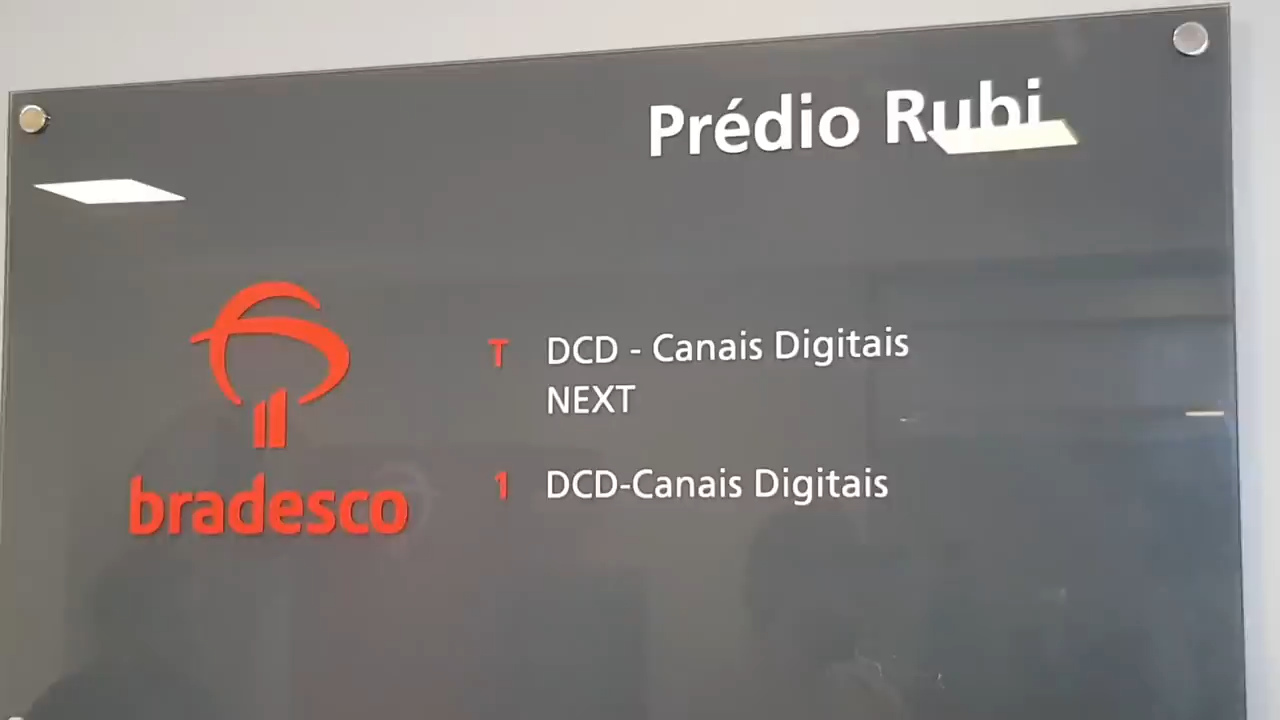 Prédio Rubi
bradesco
T DCD - Canais Digitais
NEXT
1 DCD-Canais Digitais